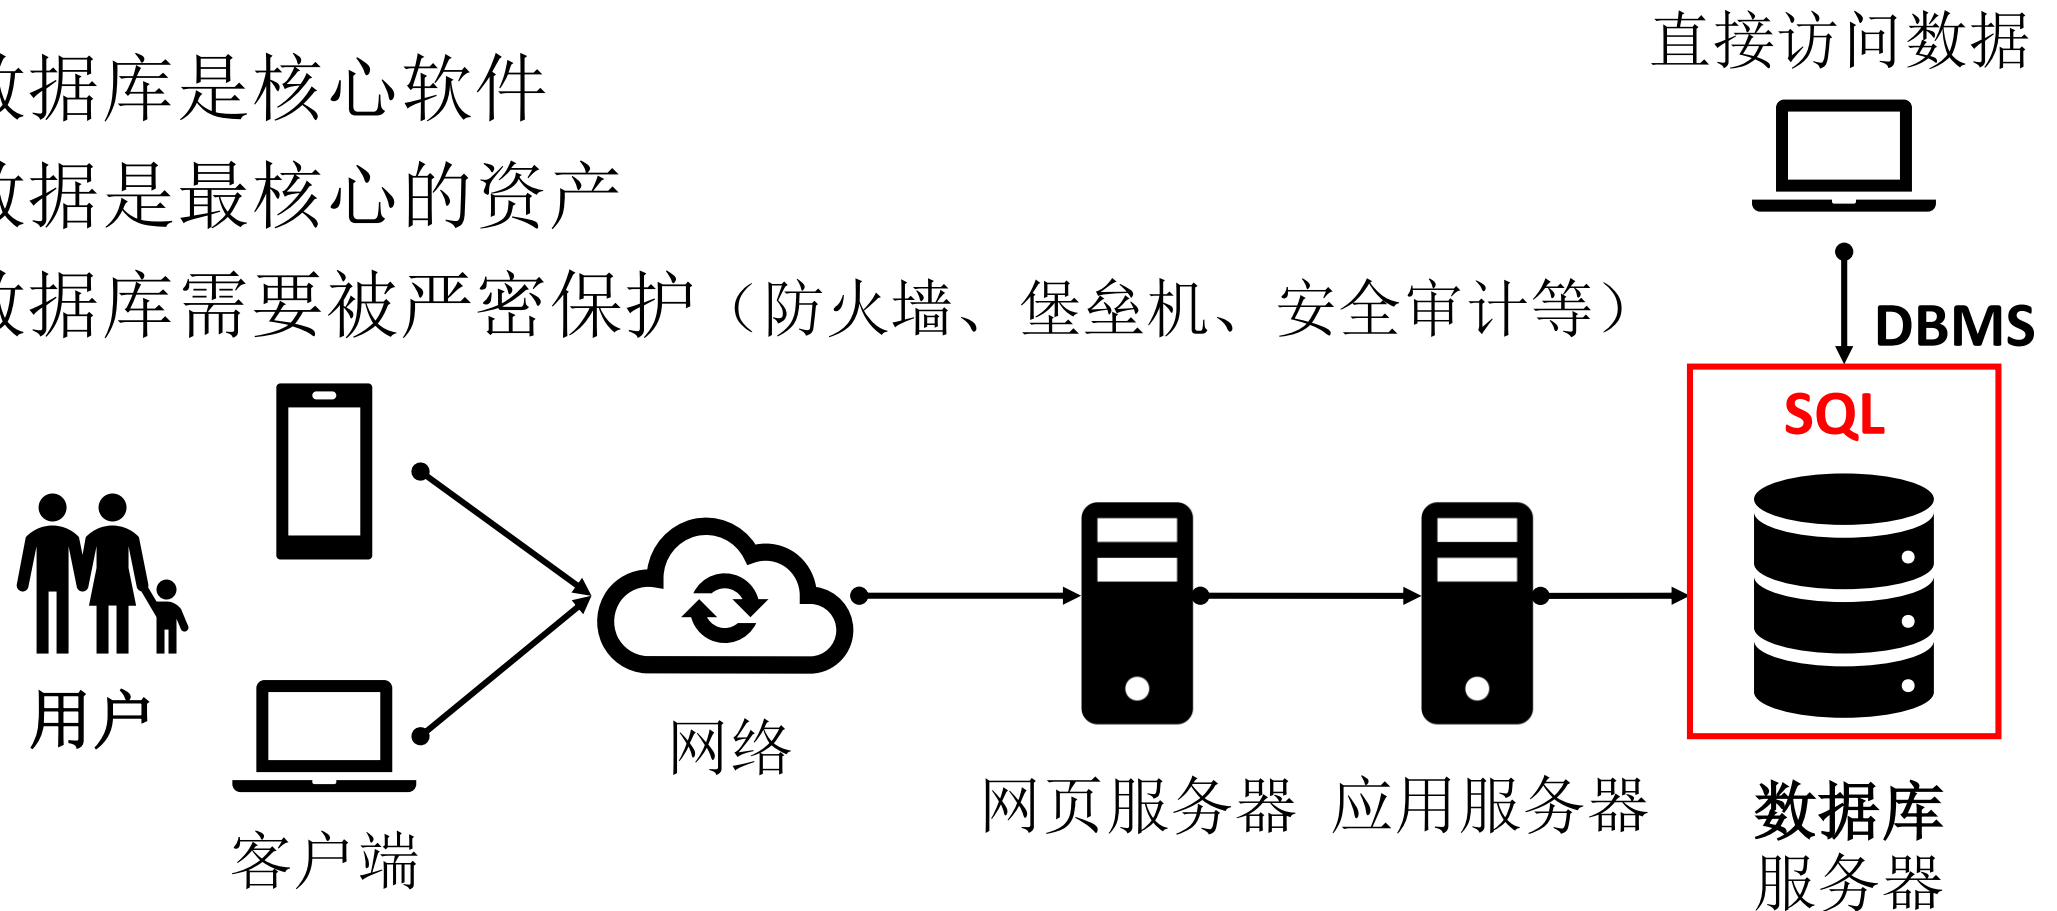 直接访问数据
数据库是核心软件
数据是最核心的资产
数据库需要被严密保护（防火墙、堡垒机、安全审计等）
DBMS
SQL
用户
网络
网页服务器
应用服务器
数据库
服务器
客户端